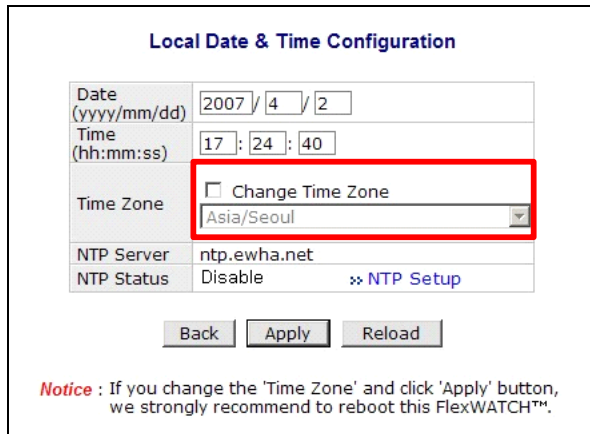 Local Date & Time Configuration
Date
(yyyy/mm/dd) 2007 / 4 / 2
Time
(hh:mm:ss) 17 : 24 : 40
Time Zone
Change Time Zone
Asia/Seoul
NTP Server ntp.ewha.net
NTP Status Disable »» NTP Setup
Back Apply Reload
Notice : If you change the 'Time Zone' and click 'Apply' button,
we strongly recommend to reboot this FlexWATCH™.